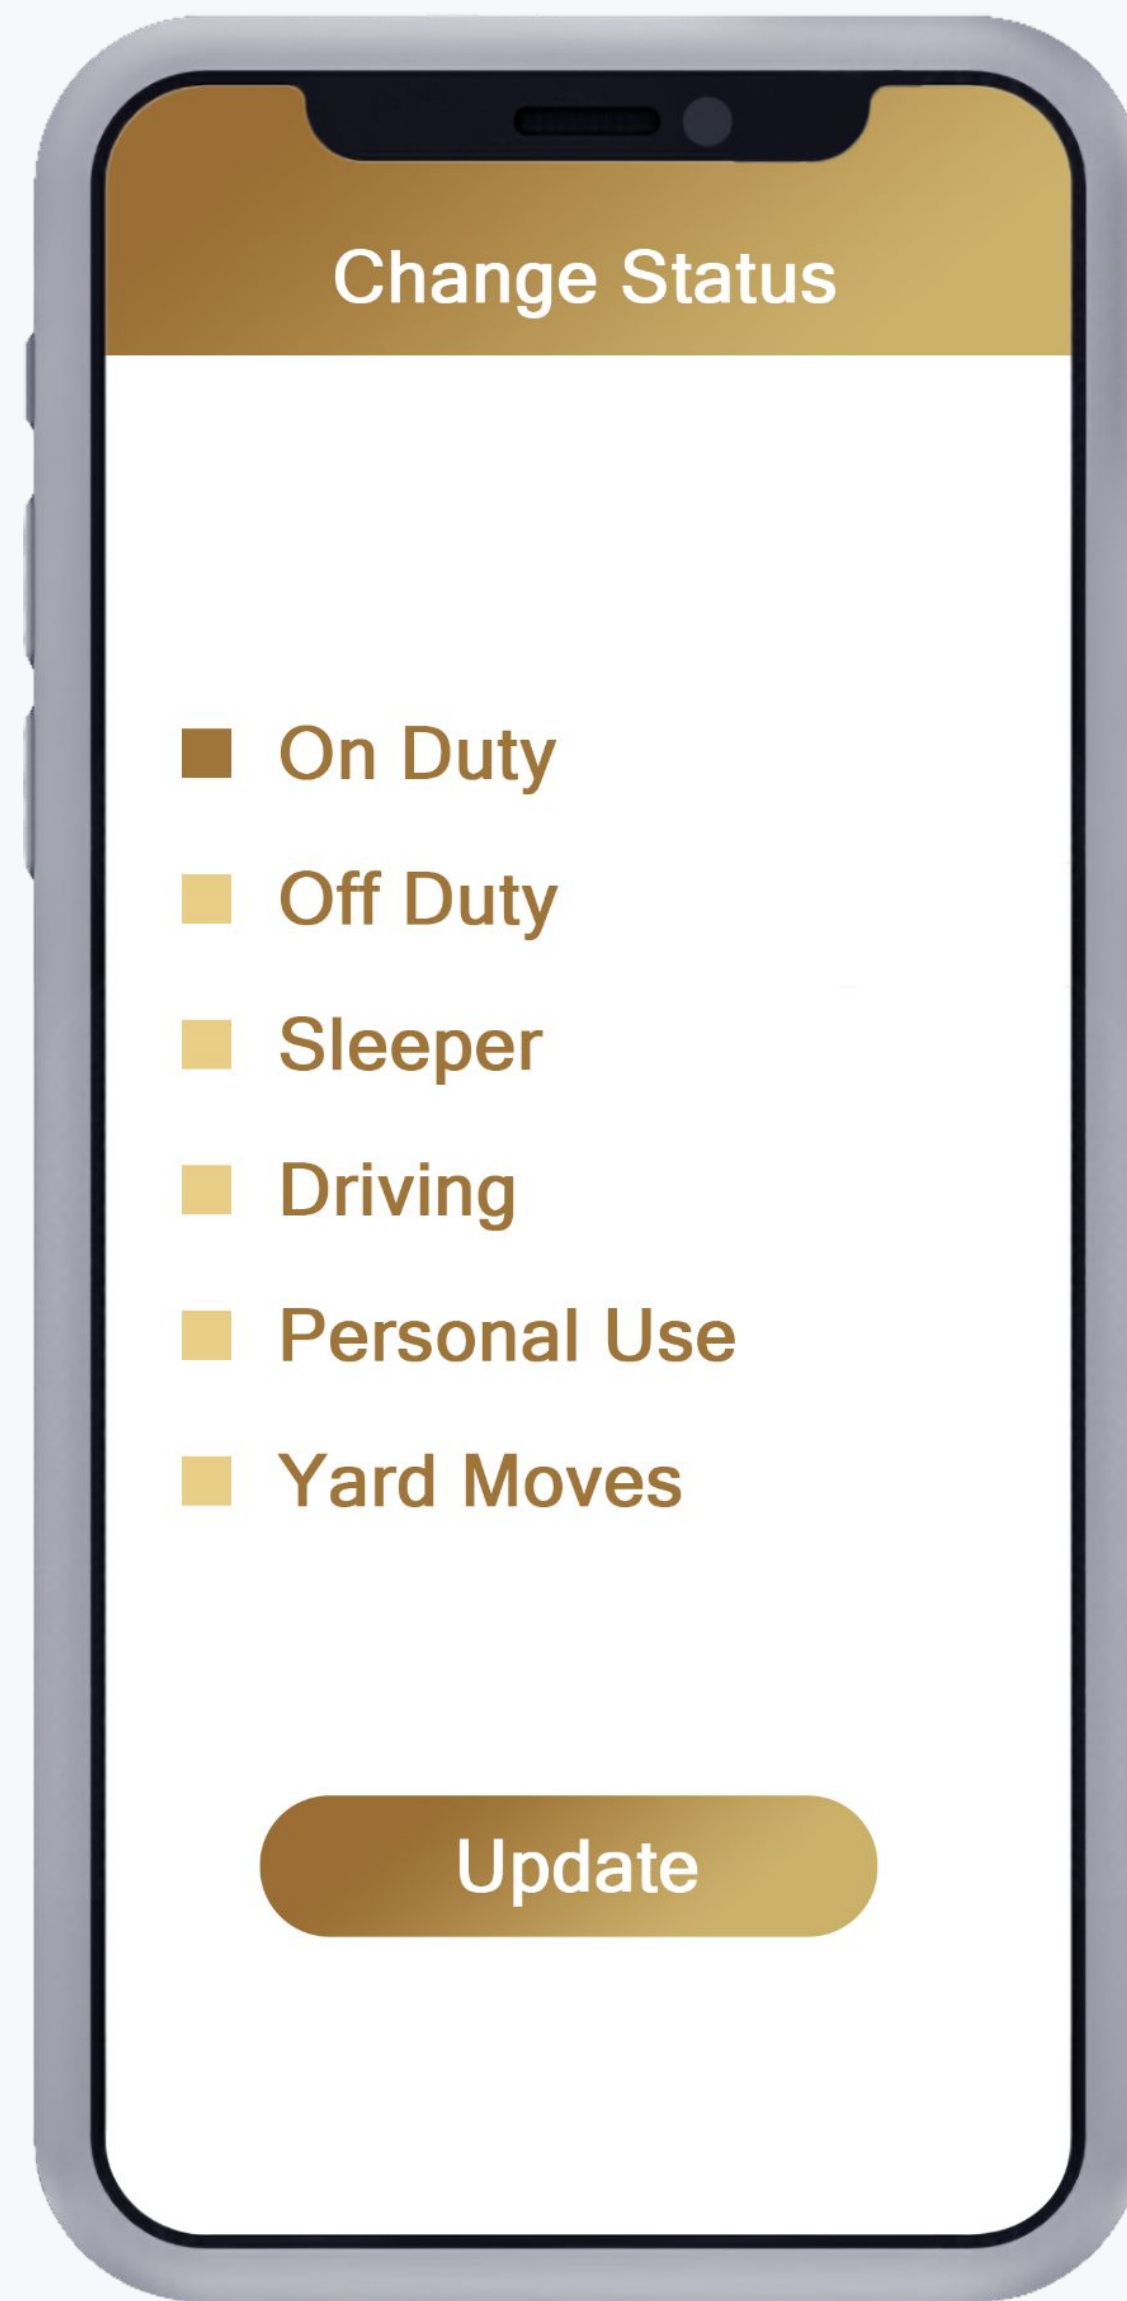 Change Status
On Duty
Off Duty
Sleeper
Driving
Personal Use
Yard Moves
Update